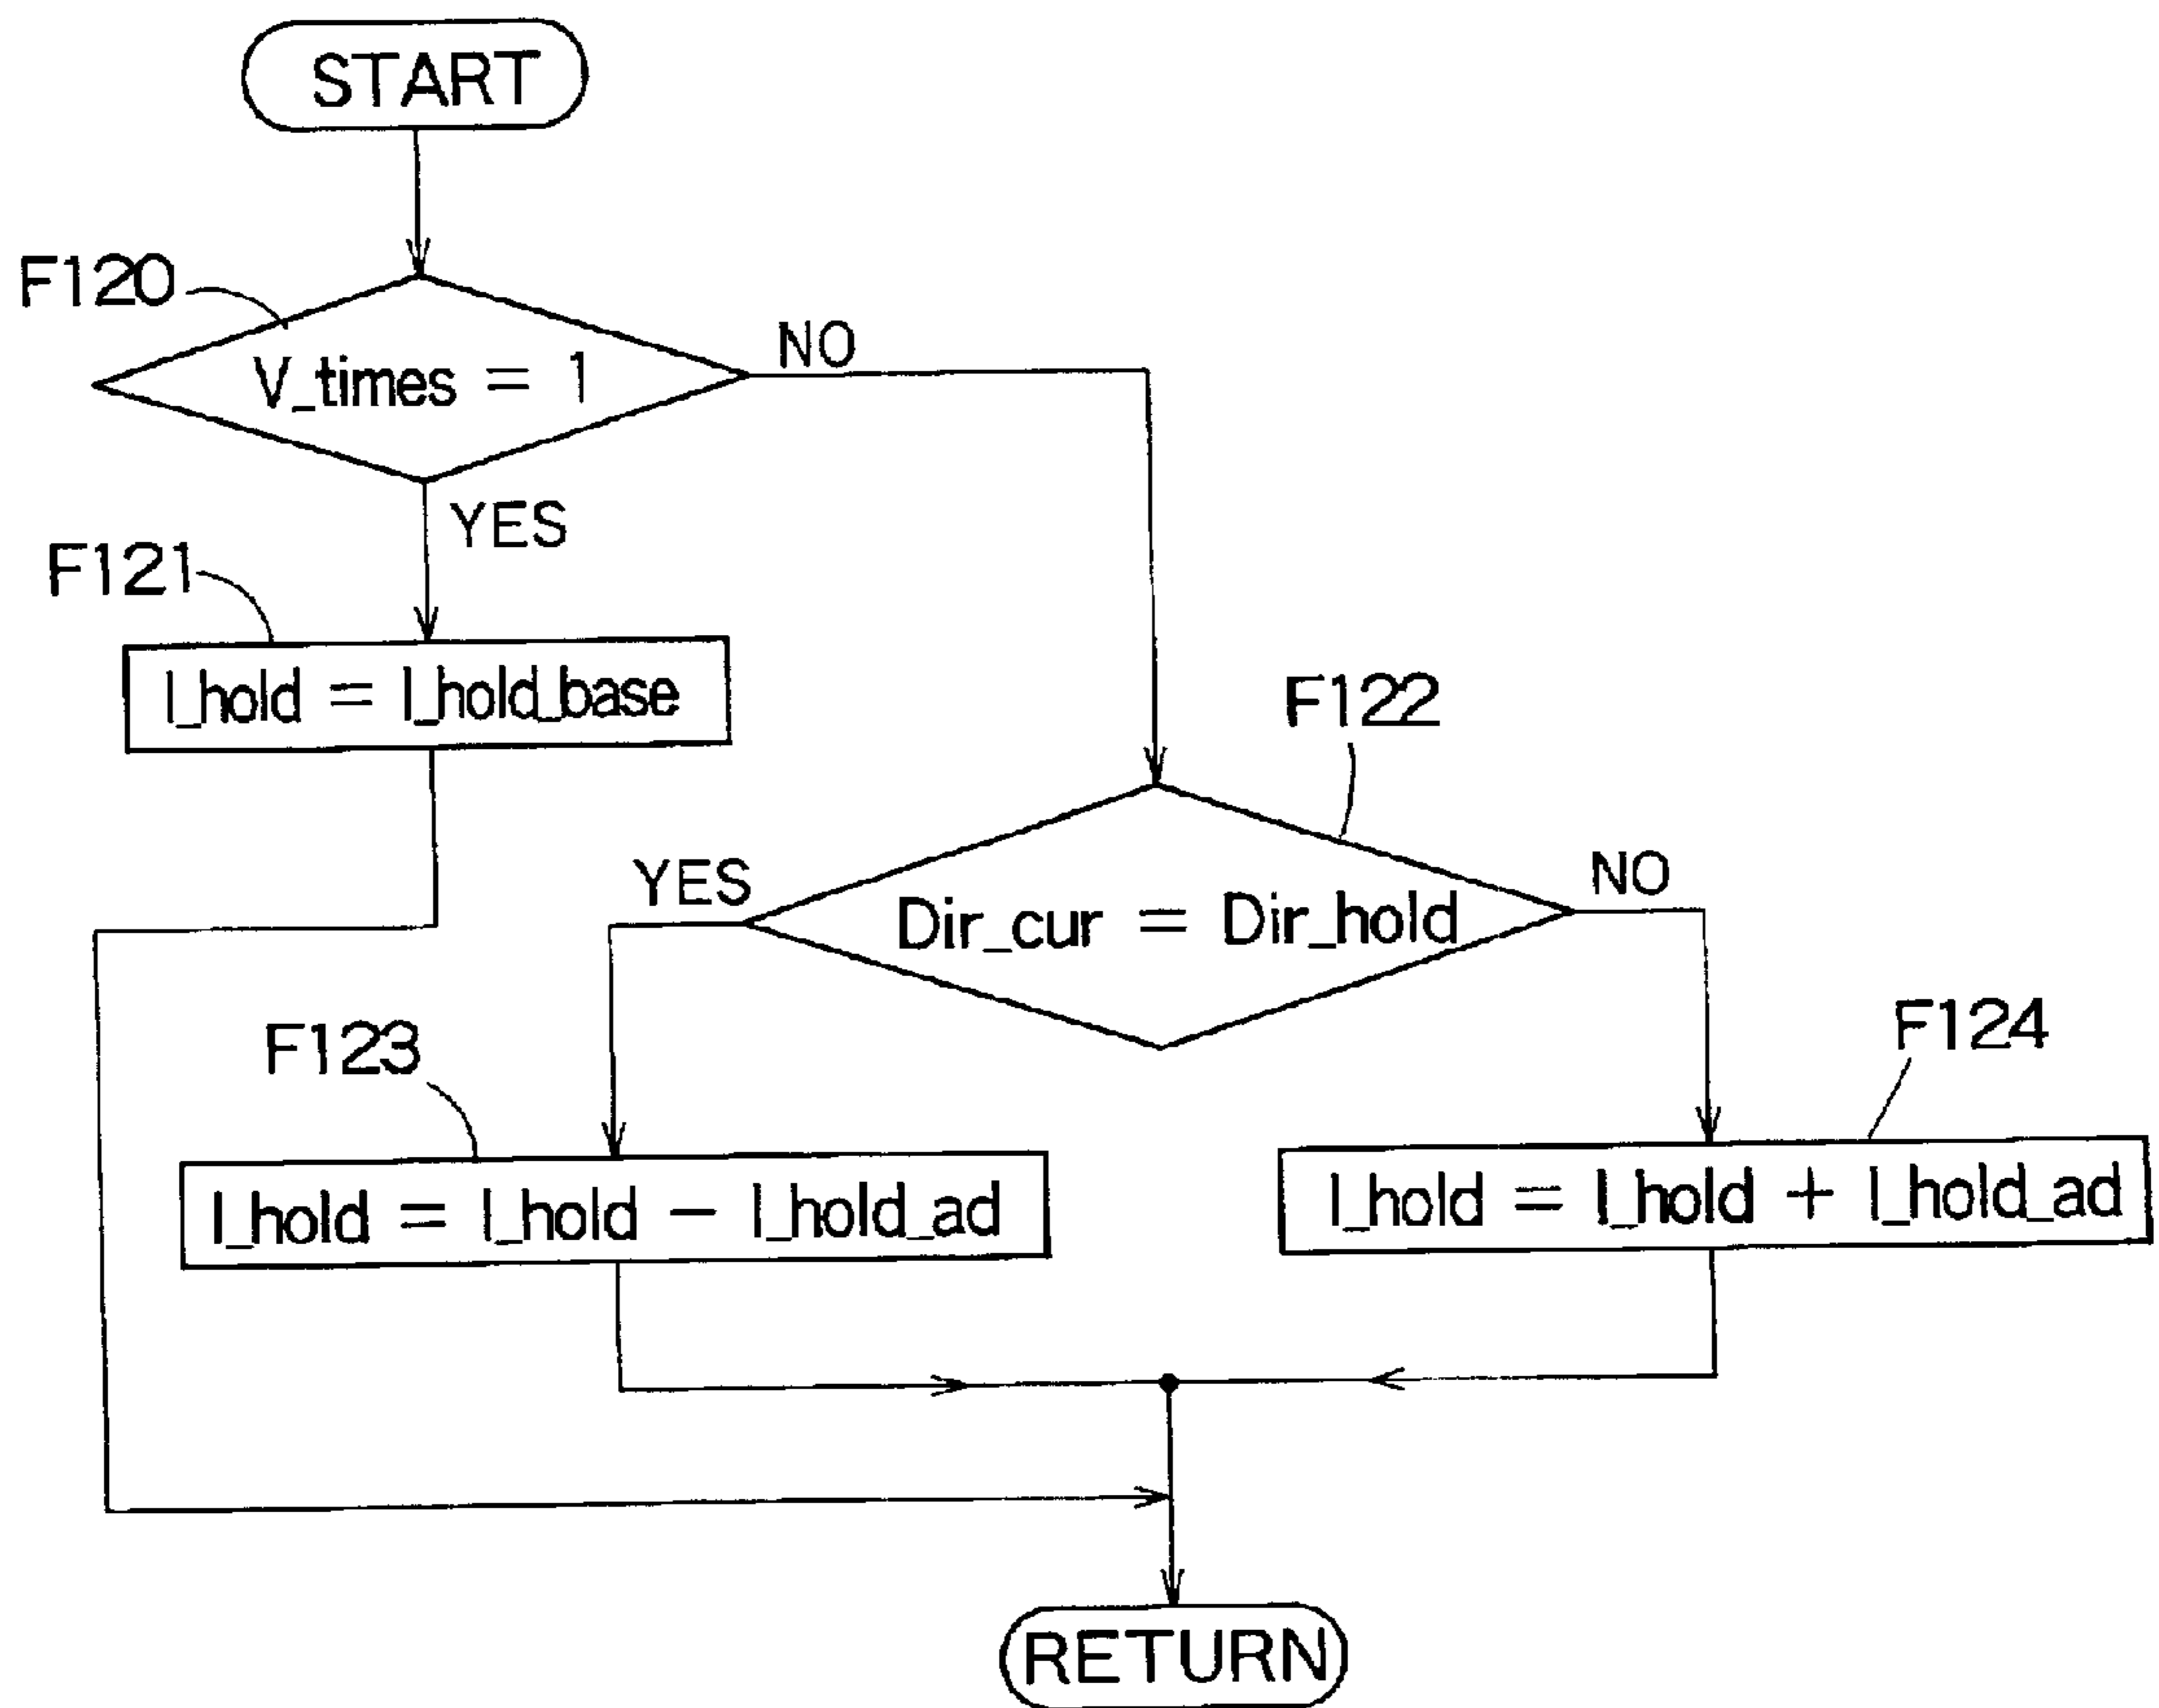 START
F120
V_times = 1
NO
YES
F121
I_hold = I_hold_base
F122
YES
Dir_cur = Dir_hold
NO
F123
F124
I_hold = I_hold - I_hold_ad
I_hold = I_hold + I_hold_ad
RETURN